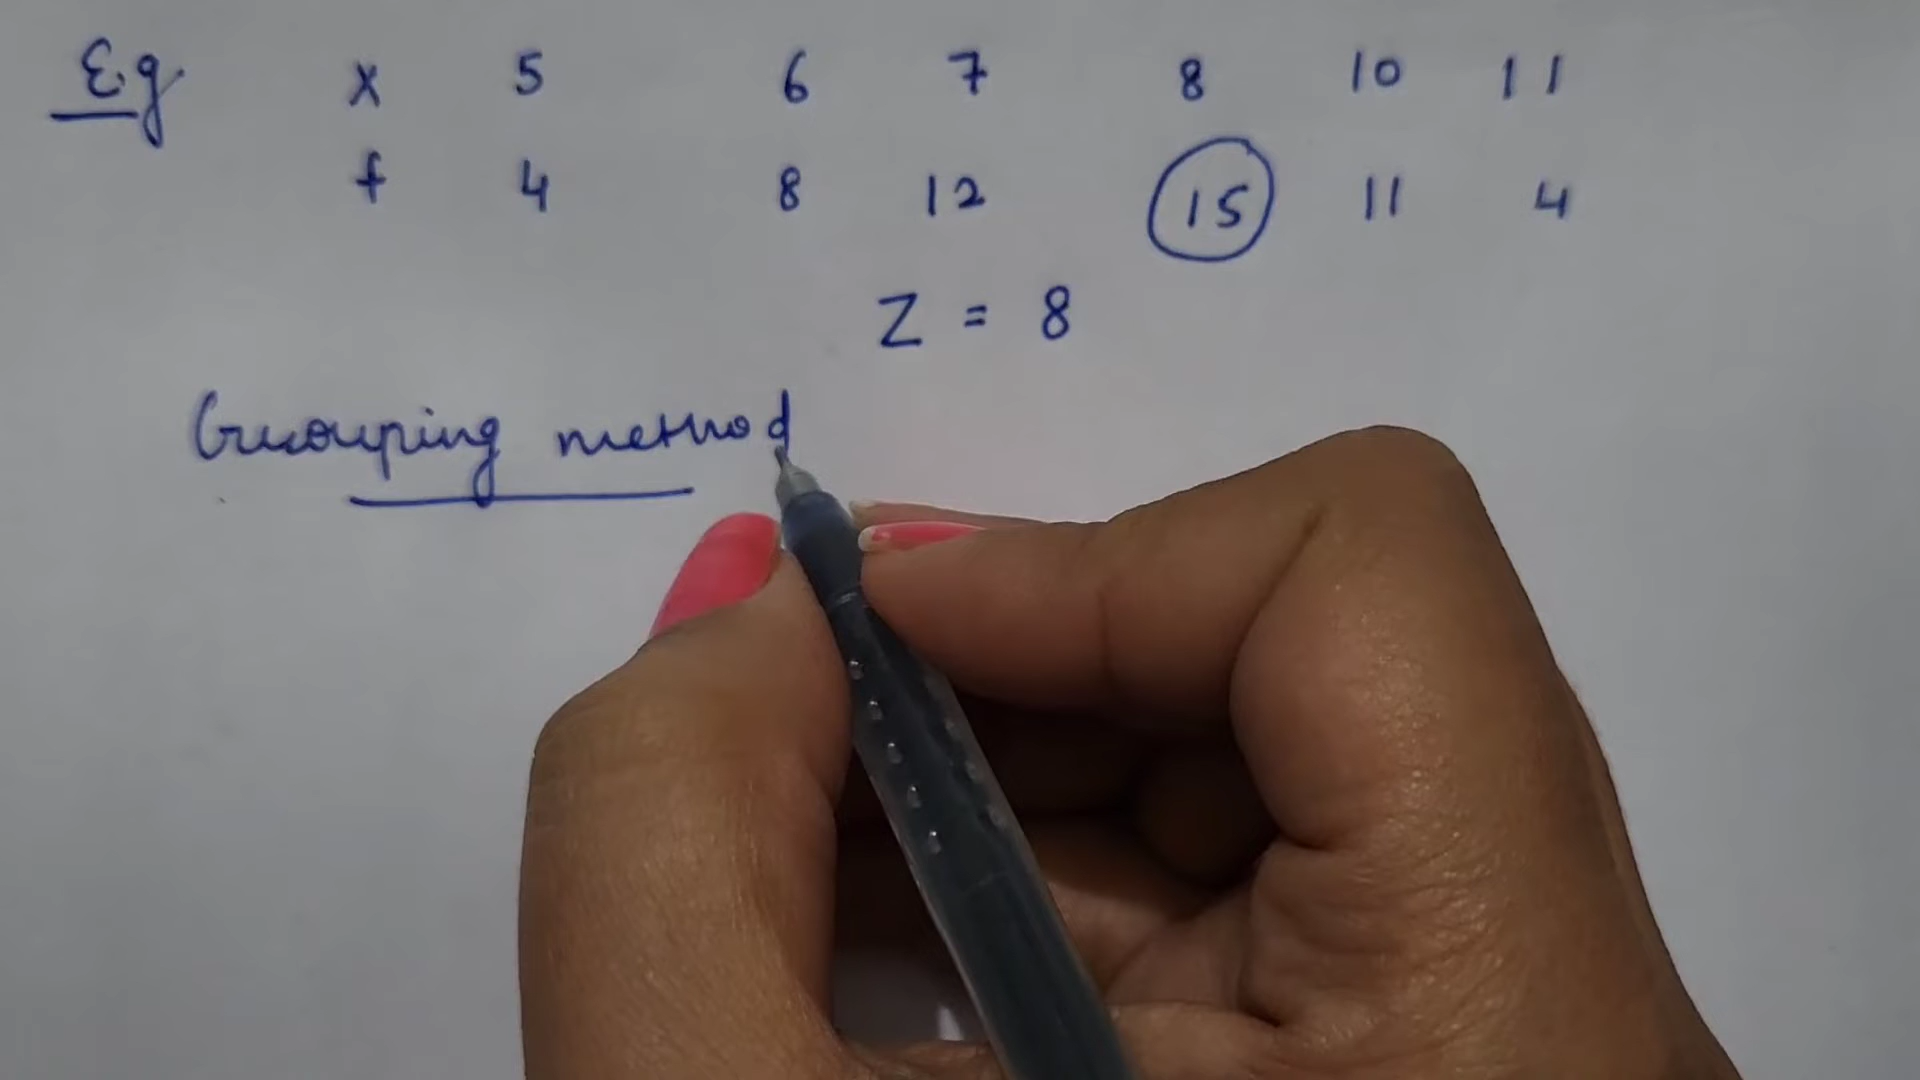 E.g X 5 6 7 8 10 11
f 4 8 12 15 11 4
Z = 8
Grouping method